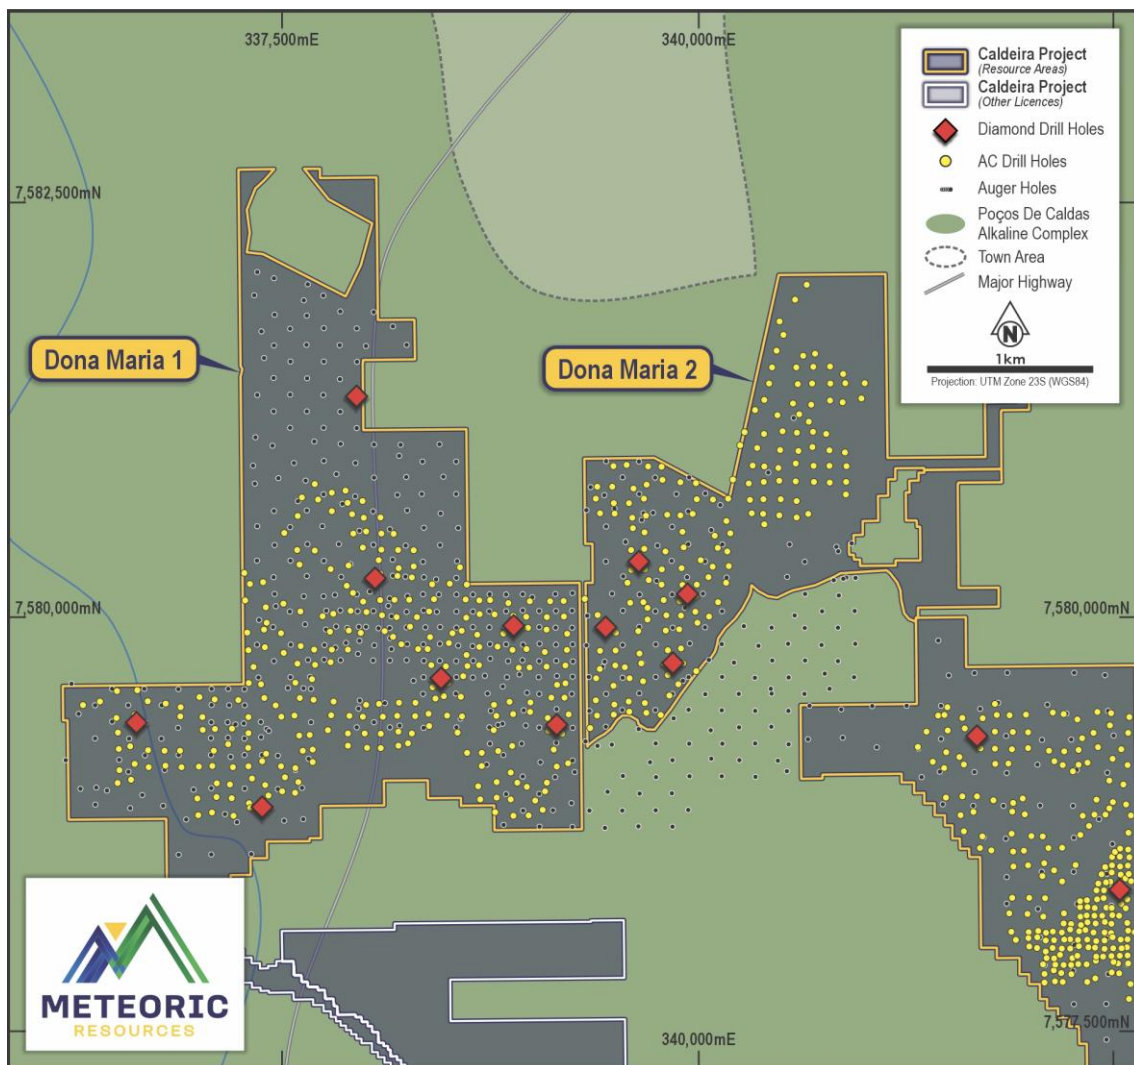 337,500mE
340,000mE
Caldeira Project
(Resource Areas)
Caldeira Project
(Other Licences)
Diamond Drill Holes
AC Drill Holes
Auger Holes
Poços De Caldas
Alkaline Complex
Town Area
Major Highway
N
1km
Projection: UTM Zone 23S (WGS84)
7,582,500mN
Dona Maria 1
Dona Maria 2
7,580,000mN
7,580,000mN
METEORIC
RESOURCES
7,577,500mN
340,000mE